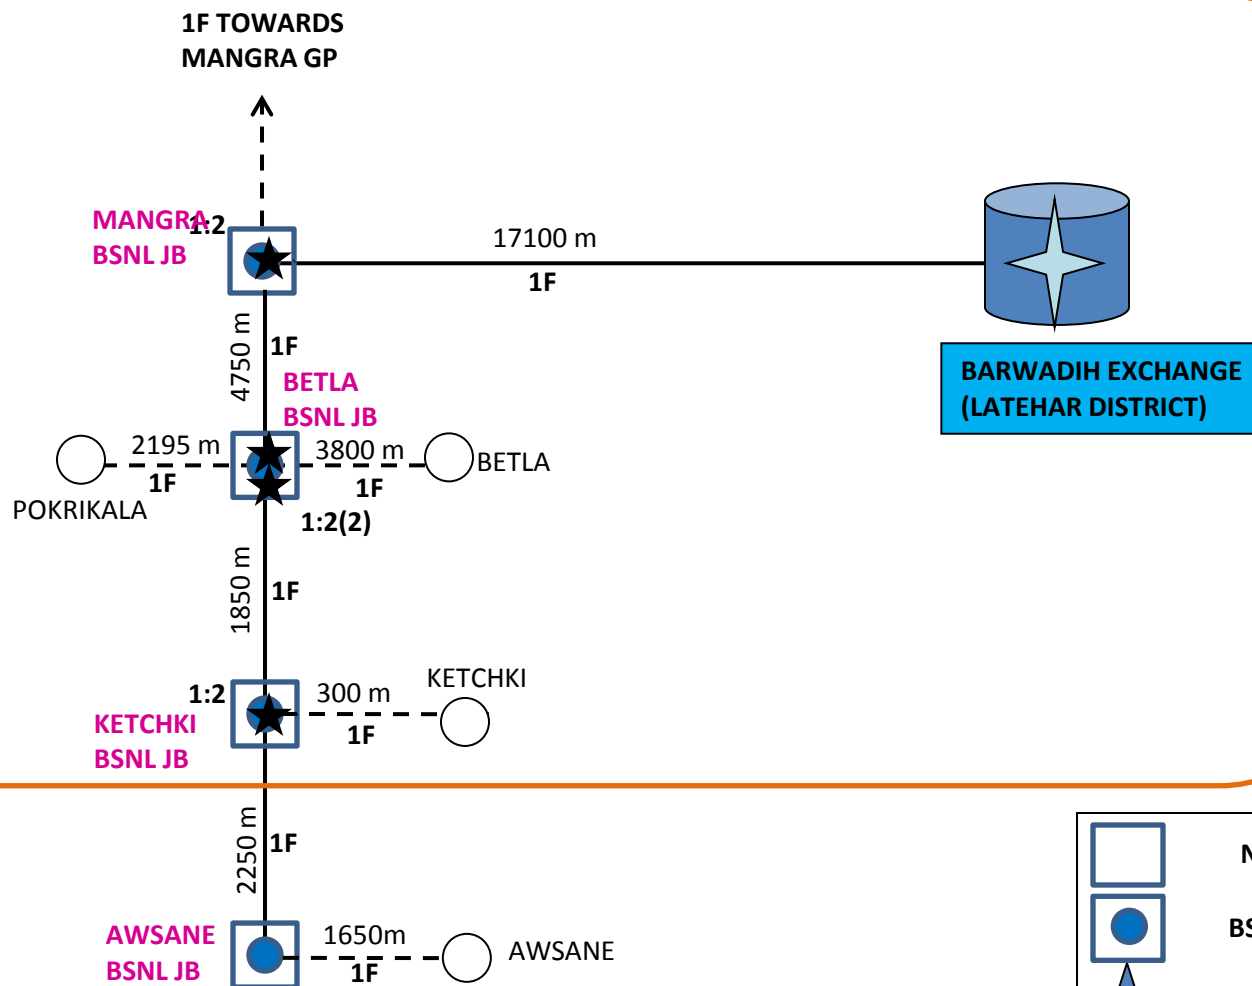 1F TOWARDS
MANGRA GP
MANGRA
1:2
BSNL JB
17100 m
1F
4750 m
1F
BARWADIH EXCHANGE
(LATEHAR DISTRICT)
BETLA
BSNL JB
2195 m
1F
3800 m
1F
BETLA
POKRIKALA
1:2(2)
1850 m
1F
1:2
300 m
1F
KETCHKI
KETCHKI
BSNL JB
2250 m
1F
N
BS
AWSANE
BSNL JB
1650m
1F
AWSANE